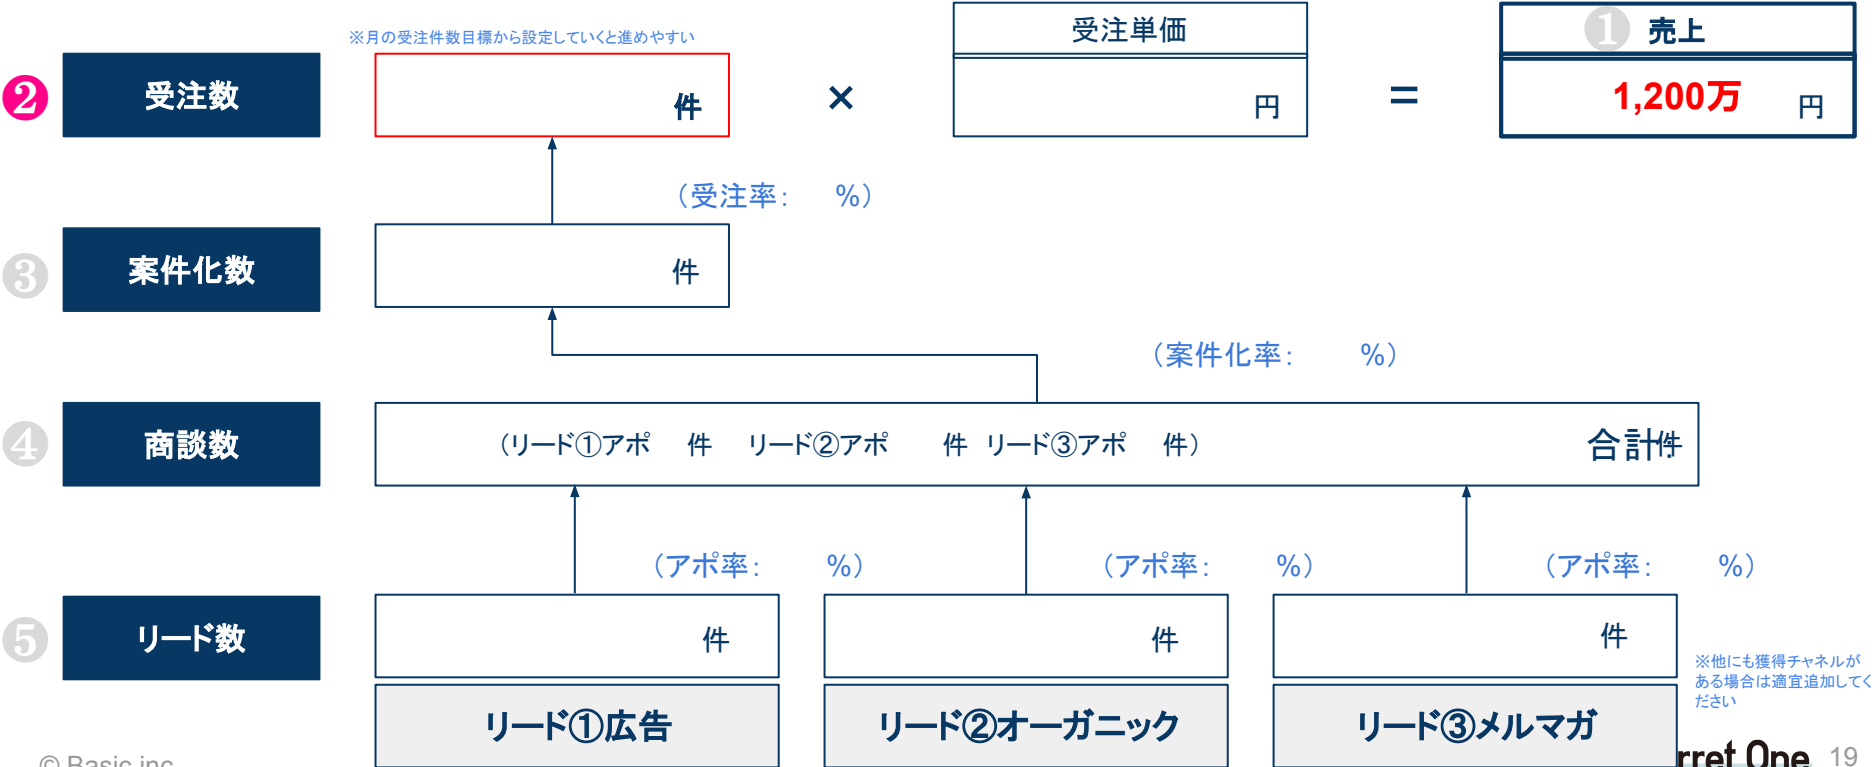 ※月の受注件数目標から設定していくと進めやすい
受注単価
❶ 売上
❷ 受注数 件 × 円 = 1,200万 円
（受注率： %）
❸ 案件化数 件
（案件化率： %）
❹ 商談数 （リード①アポ 件 リード②アポ 件 リード③アポ 件） 合計： 件
（アポ率： %） （アポ率： %） （アポ率： %）
❺ リード数 件 件 件
※他にも獲得チャネルが
ある場合は適宜追加してく
ださい
リード①広告 リード②オーガニック リード③メルマガ
© Basic inc
rret One 19